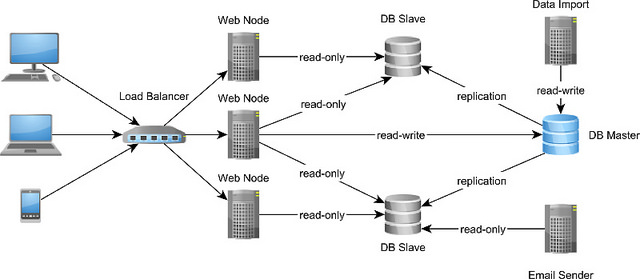 Data Import
Web Node
DB Slave
read-only
read-write
Load Balancer
Web Node
read-only
replication
read-write
DB Master
Web Node
read-only
replication
read-only
DB Slave
read-only
Email Sender